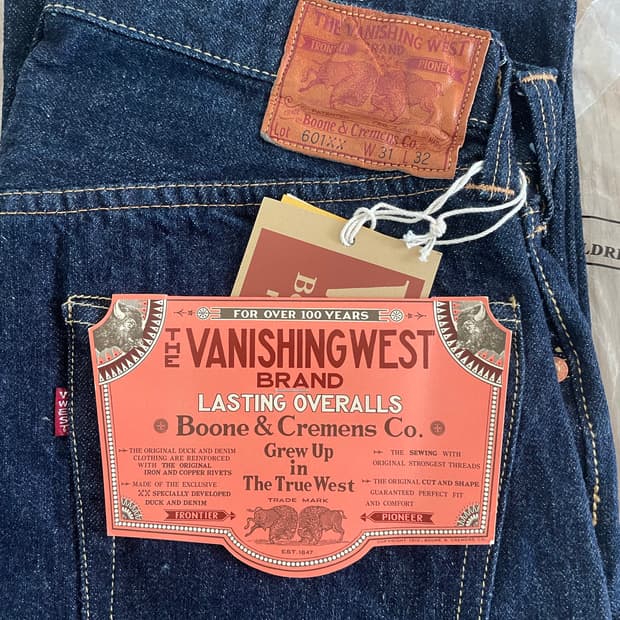 THE VANISHING WEST
BRAND
FRONTIER
PIONEER
Boone & Cremens Co.
Lot 601XX W 31 L 32
FOR OVER 100 YEARS
THE VANISHING WEST
BRAND
LASTING OVERALLS
Boone & Cremens Co.
Grew Up
in
The True West
THE ORIGINAL DUCK AND DENIM
CLOTHING ARE REINFORCED
WITH THE ORIGINAL
IRON AND COPPER RIVETS
MADE OF THE EXCLUSIVE
XX SPECIALLY DEVELOPED
DUCK AND DENIM
THE SEWING WITH
ORIGINAL STRONGEST THREADS
THE ORIGINAL CUT AND SHAPE
GUARANTEED PERFECT FIT
AND COMFORT
TRADE MARK
FRONTIER
PIONEER
EST. 1847
V
WEST